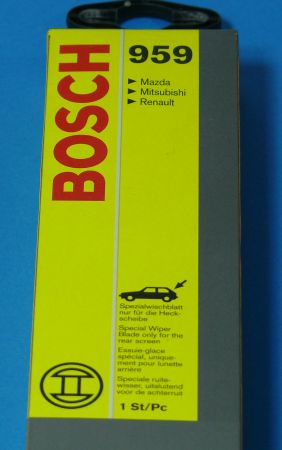 BOSCH
959
Mazda
Mitsubishi
Renault
Spezialwischblatt
nur für die Heck-
scheibe
Special Wiper
Blade only for the
rear screen
Essuie-glace
spécial, unique-
ment pour lunette
arrière
Speciale ruite-
wisser, uitsluitend
voor de achterruit
1 St/Pc